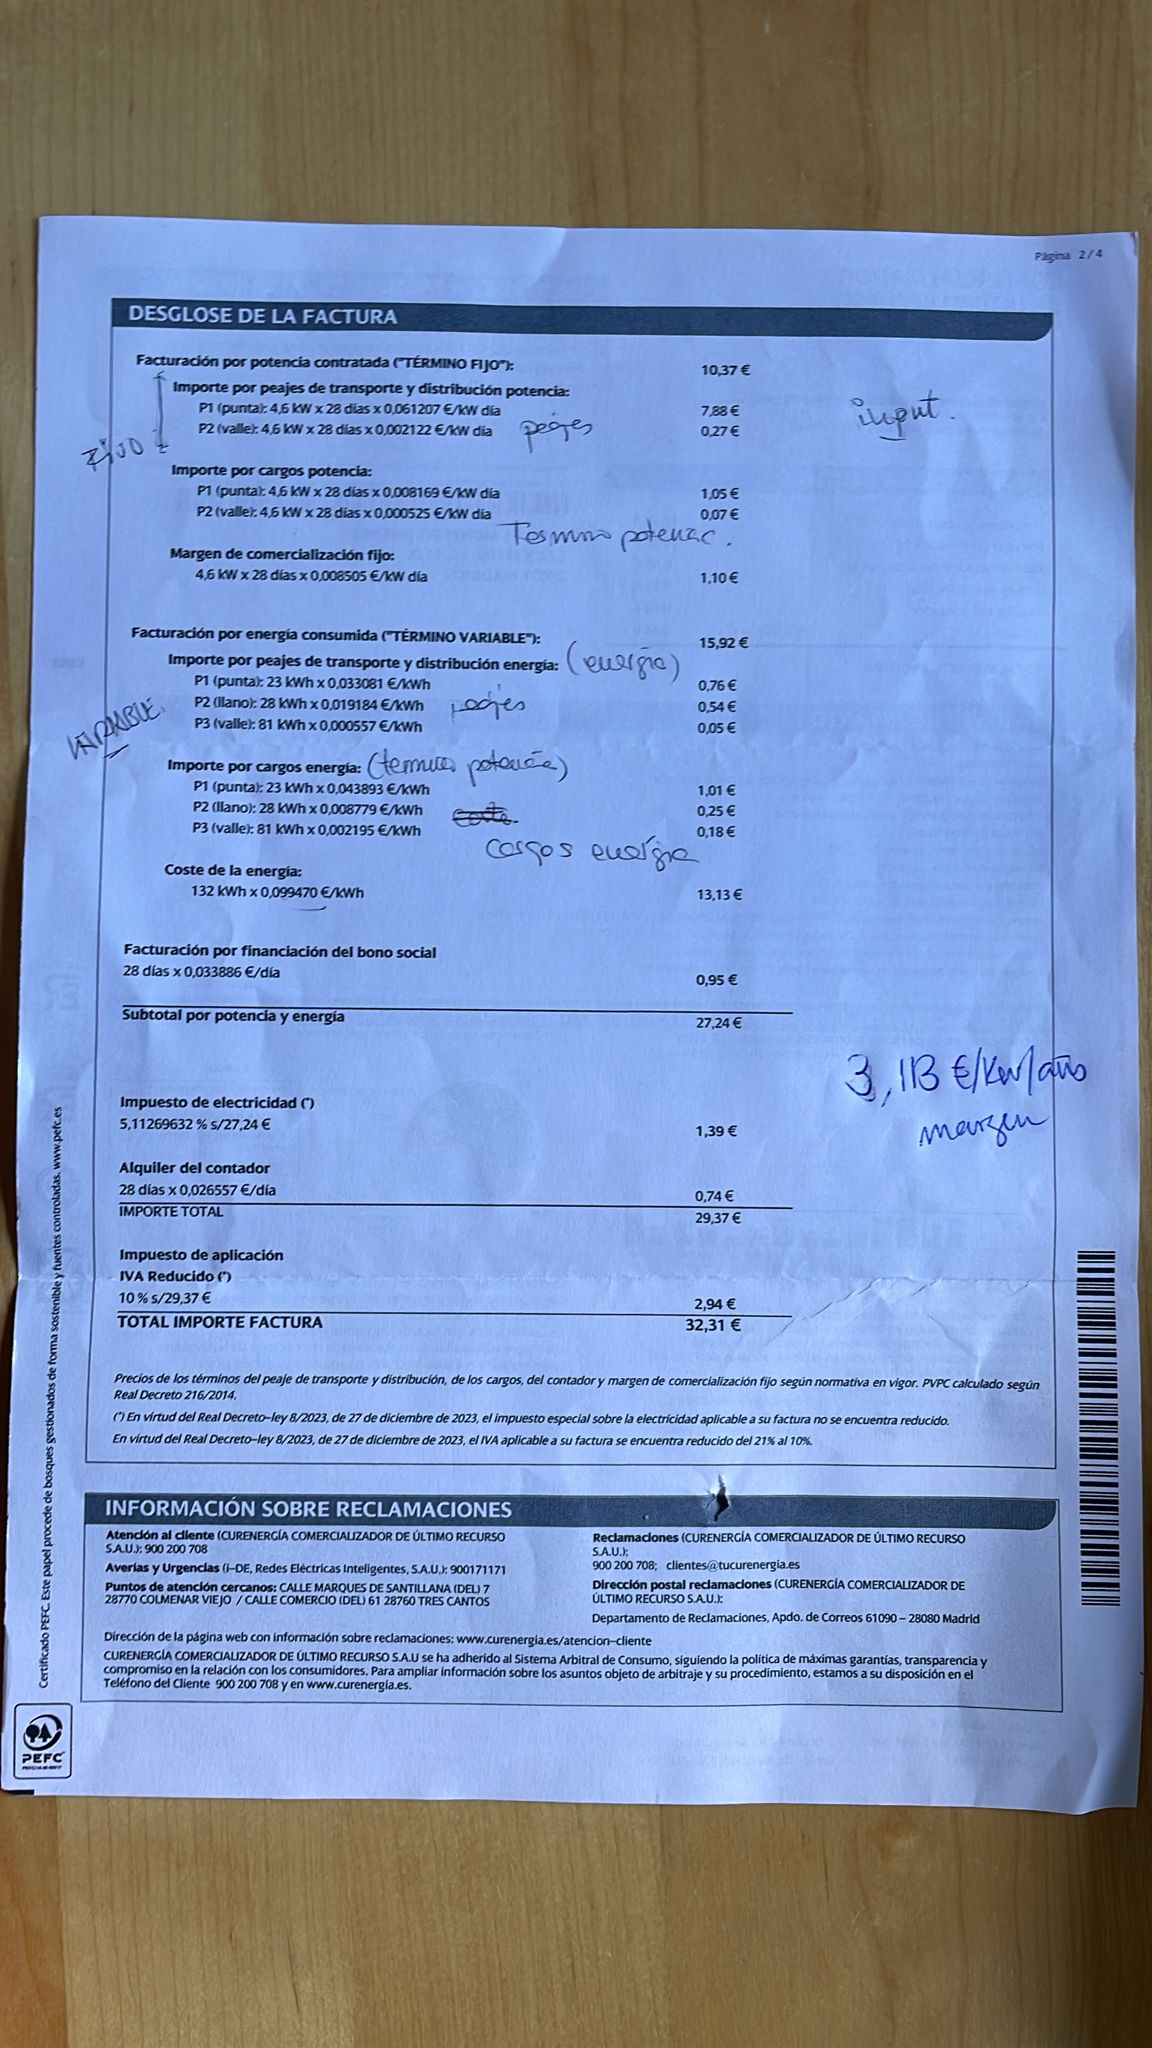 Página 2 / 4
DESGLOSE DE LA FACTURA
Facturación por potencia contratada ("TÉRMINO FIJO"): 10,37 €
Importe por peajes de transporte y distribución potencia:
P1 (punta): 4,6 kW x 28 días x 0,061207 €/kW día 7,88 €
input.
P2 (valle): 4,6 kW x 28 días x 0,002122 €/kW día peajes 0,27 €
FIJO
Importe por cargos potencia:
P1 (punta): 4,6 kW x 28 días x 0,008169 €/kW día 1,05 €
P2 (valle): 4,6 kW x 28 días x 0,000525 €/kW día 0,07 €
Termino potenc.
Margen de comercialización fijo:
4,6 kW x 28 días x 0,008505 €/kW día 1,10 €
Facturación por energía consumida ("TÉRMINO VARIABLE"): 15,92 €
Importe por peajes de transporte y distribución energía: (energía)
P1 (punta): 23 kWh x 0,033081 €/kWh 0,76 €
P2 (llano): 28 kWh x 0,019184 €/kWh peajes 0,54 €
P3 (valle): 81 kWh x 0,000557 €/kWh 0,05 €
VARIABLE.
Importe por cargos energía: (termino potencia)
P1 (punta): 23 kWh x 0,043893 €/kWh 1,01 €
P2 (llano): 28 kWh x 0,008779 €/kWh 0,25 €
P3 (valle): 81 kWh x 0,002195 €/kWh 0,18 €
cargos energía
Coste de la energía:
132 kWh x 0,099470 €/kWh 13,13 €
Facturación por financiación del bono social
28 días x 0,033886 €/día 0,95 €
Subtotal por potencia y energía 27,24 €
3,113 €/kw/año
margen
Impuesto de electricidad (*)
5,11269632 % s/27,24 € 1,39 €
Alquiler del contador
28 días x 0,026557 €/día 0,74 €
IMPORTE TOTAL 29,37 €
Impuesto de aplicación
IVA Reducido (*)
10 % s/29,37 € 2,94 €
TOTAL IMPORTE FACTURA 32,31 €
Precios de los términos del peaje de transporte y distribución, de los cargos, del contador y margen de comercialización fijo según normativa en vigor. PVPC calculado según
Real Decreto 216/2014.
(*) En virtud del Real Decreto-ley 8/2023, de 27 de diciembre de 2023, el impuesto especial sobre la electricidad aplicable a su factura no se encuentra reducido.
En virtud del Real Decreto-ley 8/2023, de 27 de diciembre de 2023, el IVA aplicable a su factura se encuentra reducido del 21% al 10%.
INFORMACIÓN SOBRE RECLAMACIONES
Atención al cliente (CURENERGÍA COMERCIALIZADOR DE ÚLTIMO RECURSO
S.A.U.): 900 200 708
Averías y Urgencias (i-DE, Redes Eléctricas Inteligentes, S.A.U.): 900171171
Puntos de atención cercanos: CALLE MARQUES DE SANTILLANA (DEL) 7
28770 COLMENAR VIEJO / CALLE COMERCIO (DEL) 61 28760 TRES CANTOS
Reclamaciones (CURENERGÍA COMERCIALIZADOR DE ÚLTIMO RECURSO
S.A.U.):
900 200 708; clientes@tucurenergia.es
Dirección postal reclamaciones (CURENERGÍA COMERCIALIZADOR DE
ÚLTIMO RECURSO S.A.U.):
Departamento de Reclamaciones, Apdo. de Correos 61090 – 28080 Madrid
Dirección de la página web con información sobre reclamaciones: www.curenergia.es/atencion-cliente
CURENERGÍA COMERCIALIZADOR DE ÚLTIMO RECURSO S.A.U se ha adherido al Sistema Arbitral de Consumo, siguiendo la política de máximas garantías, transparencia y
compromiso en la relación con los consumidores. Para ampliar información sobre los asuntos objeto de arbitraje y su procedimiento, estamos a su disposición en el
Teléfono del Cliente 900 200 708 y en www.curenergia.es.
Certificado PEFC. Este papel procede de bosques gestionados de forma sostenible y fuentes controladas. www.pefc.es
PEFC